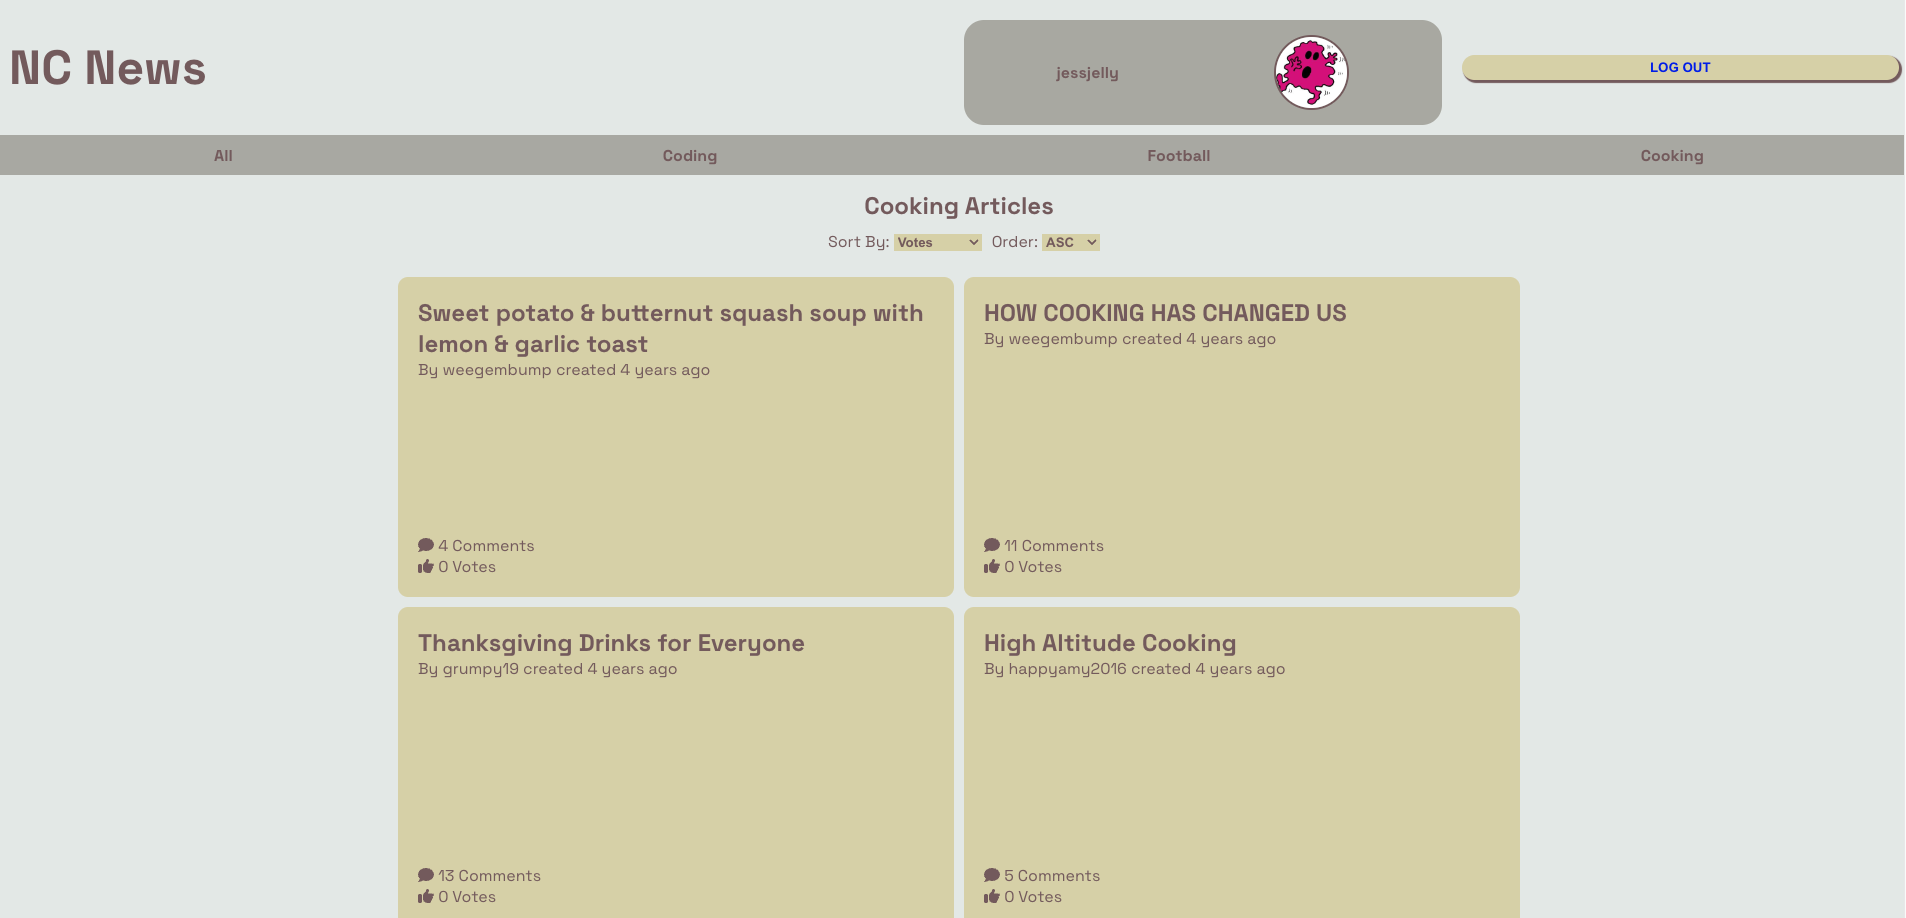 NC News
jessjelly
LOG OUT
All
Coding
Football
Cooking
Cooking Articles
Sort By: Votes Order: ASC
Sweet potato & butternut squash soup with
lemon & garlic toast
By weegembump created 4 years ago
4 Comments
0 Votes
HOW COOKING HAS CHANGED US
By weegembump created 4 years ago
11 Comments
0 Votes
Thanksgiving Drinks for Everyone
By grumpy19 created 4 years ago
13 Comments
0 Votes
High Altitude Cooking
By happyamy2016 created 4 years ago
5 Comments
0 Votes